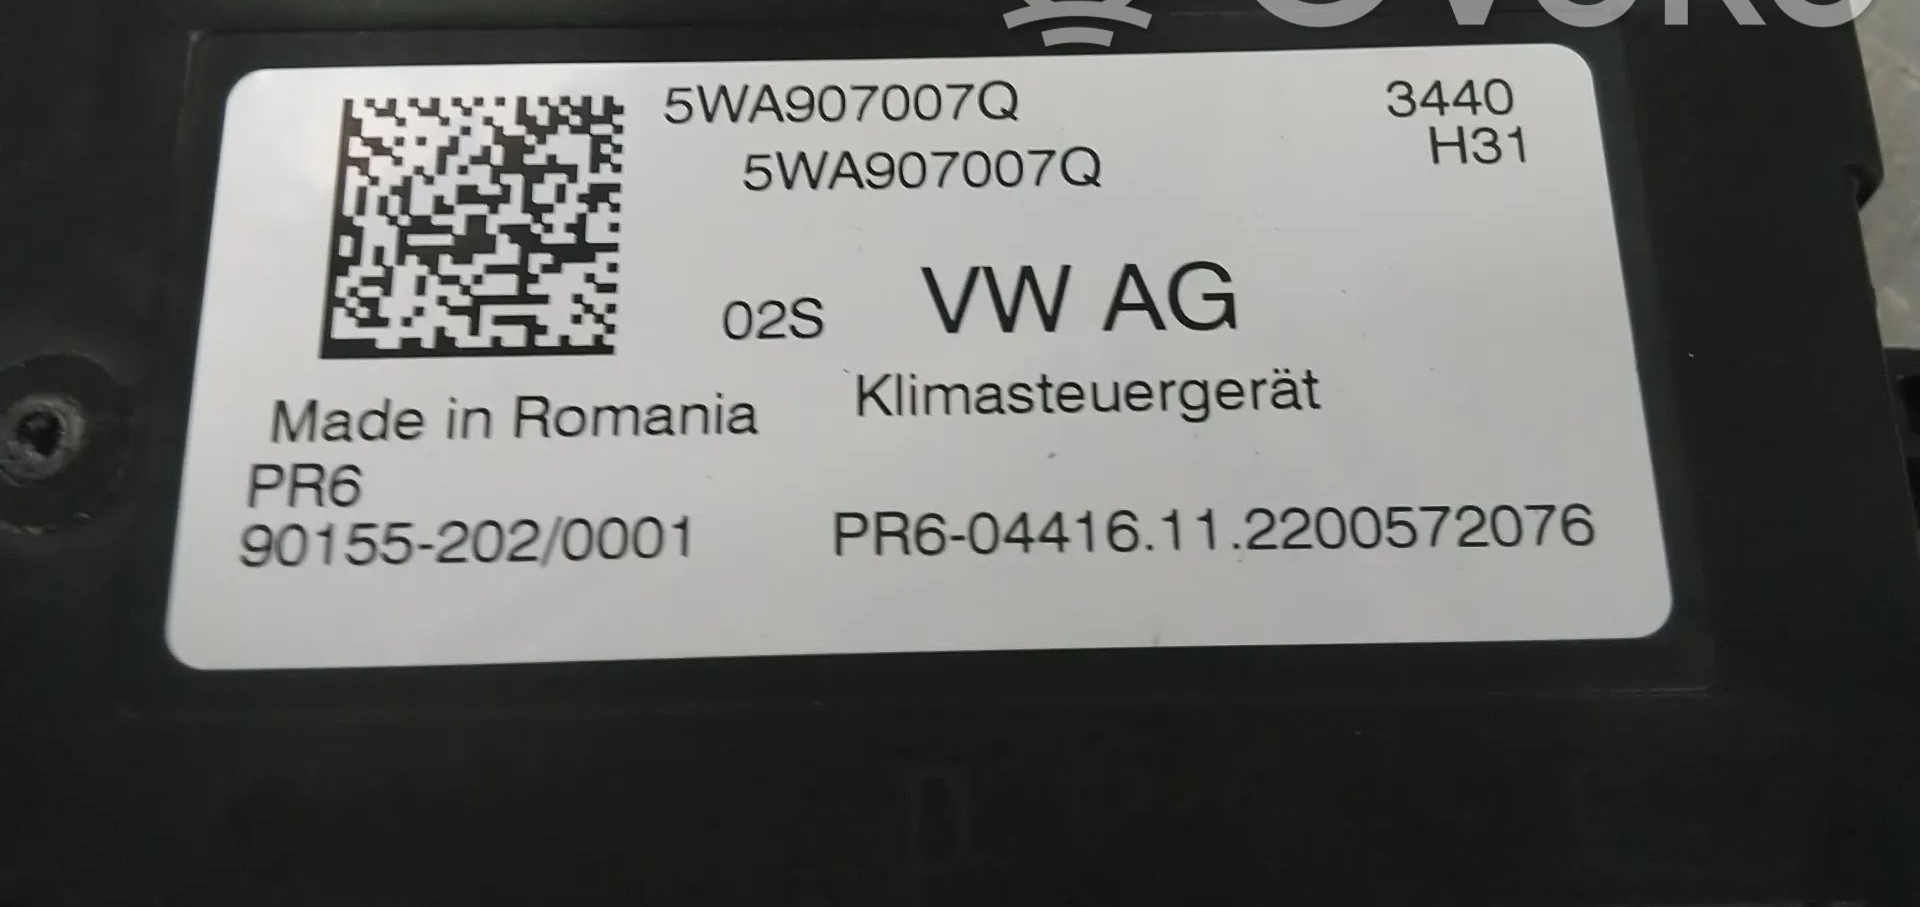 5WA907007Q 3440
H31
5WA907007Q
02S VW AG
Klimasteuergerät
Made in Romania
PR6
90155-202/0001 PR6-04416.11.2200572076